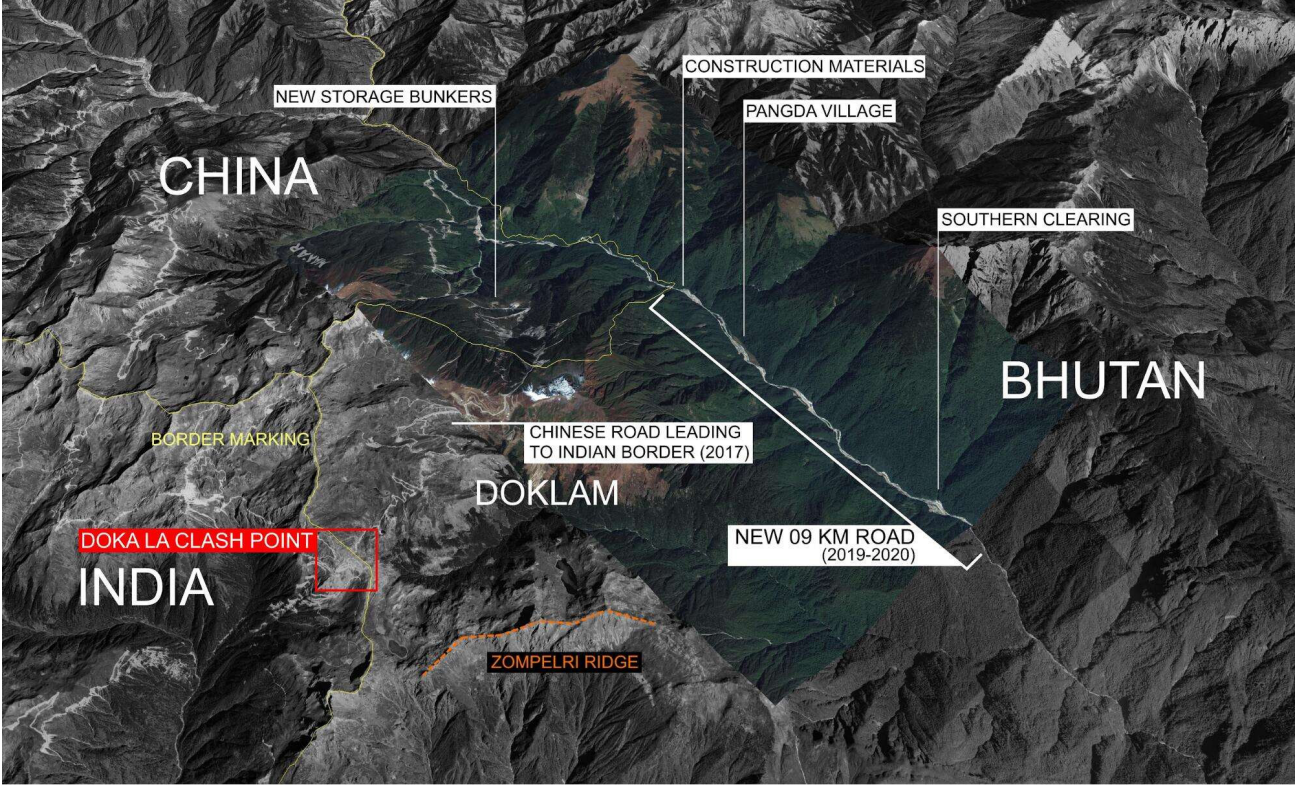 CONSTRUCTION MATERIALS
NEW STORAGE BUNKERS
PANGDA VILLAGE
CHINA
SOUTHERN CLEARING
BHUTAN
BORDER MARKING
CHINESE ROAD LEADING
TO INDIAN BORDER (2017)
DOKLAM
DOKA LA CLASH POINT
NEW 09 KM ROAD
(2019-2020)
INDIA
ZOMPELRI RIDGE